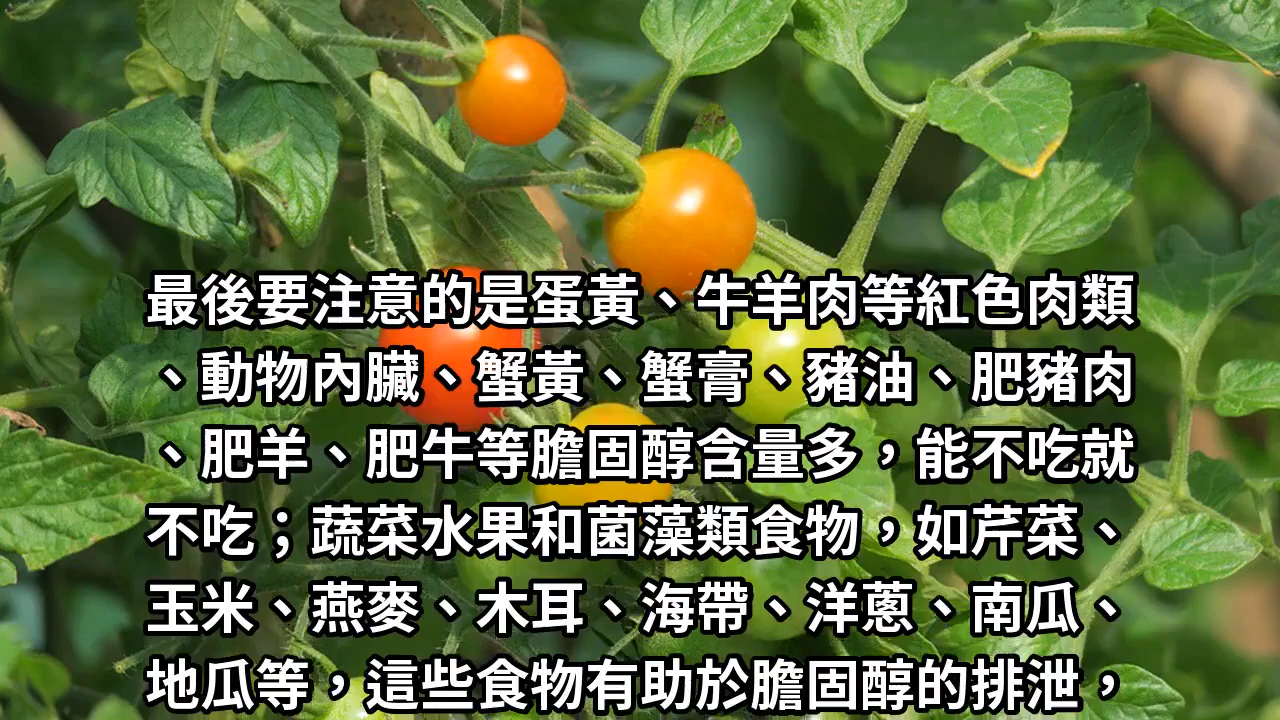 最後要注意的是蛋黃、牛羊肉等紅色肉類
、動物內臟、蟹黃、蟹膏、豬油、肥豬肉
、肥羊、肥牛等膽固醇含量多，能不吃就
不吃；蔬菜水果和菌藻類食物，如芹菜、
玉米、燕麥、木耳、海帶、洋蔥、南瓜、
地瓜等，這些食物有助於膽固醇的排泄，